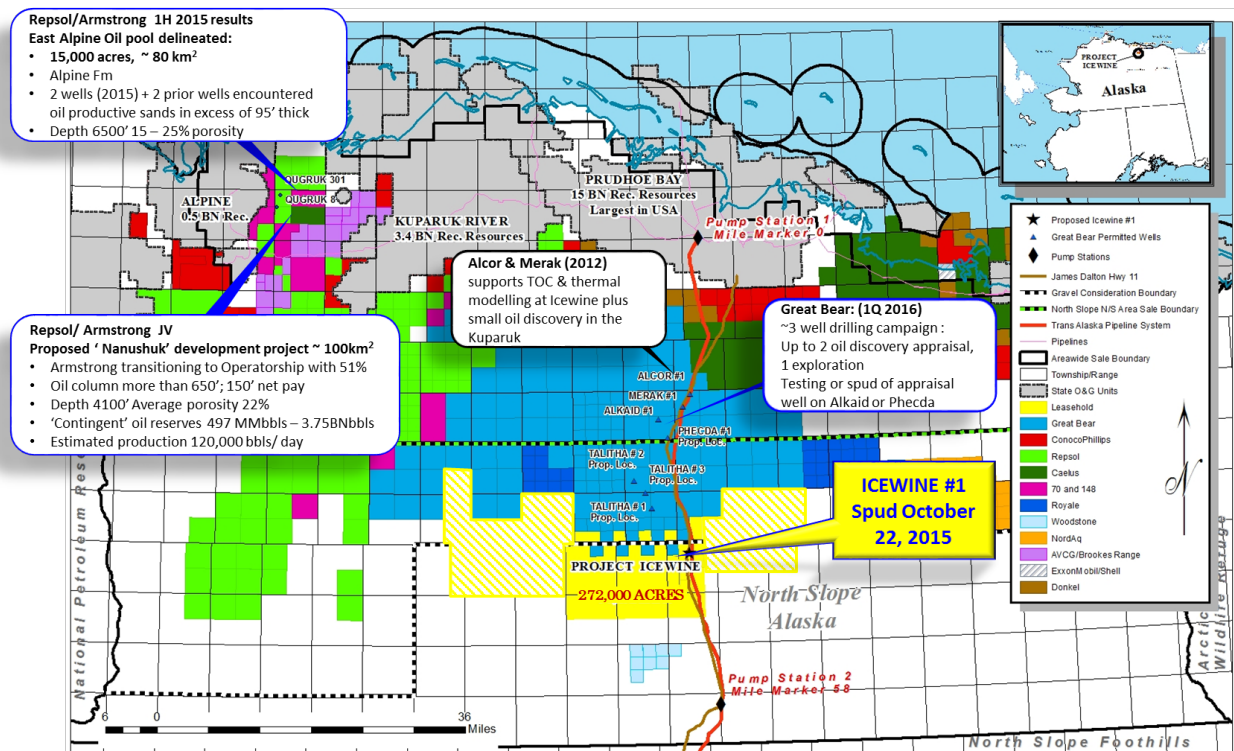 Repsol/Armstrong 1H 2015 results
East Alpine Oil pool delineated:
• 15,000 acres, ~ 80 km²
• Alpine Fm
• 2 wells (2015) + 2 prior wells encountered
oil productive sands in excess of 95' thick
• Depth 6500' 15 – 25% porosity
PROJECT
ICEWINE
Alaska
QUGRUK 301
QUGRUK 8
ALPINE
0.5 BN Rec.
KUPARUK RIVER
3.4 BN Rec. Resources
PRUDHOE BAY
15 BN Rec. Resources
Largest in USA
Pump Station 1
Mile Marker 0
Alcor & Merak (2012)
supports TOC & thermal
modelling at Icewine plus
small oil discovery in the
Kuparuk
Great Bear: (1Q 2016)
~3 well drilling campaign :
Up to 2 oil discovery appraisal,
1 exploration
Testing or spud of appraisal
well on Alkaid or Phecda
Repsol/ Armstrong JV
Proposed ‘ Nanushuk’ development project ~ 100km²
• Armstrong transitioning to Operatorship with 51%
• Oil column more than 650'; 150' net pay
• Depth 4100' Average porosity 22%
• ‘Contingent’ oil reserves 497 MMbbls – 3.75BNbbls
• Estimated production 120,000 bbls/ day
ALCOR #1
MERAK #1
ALKAID #1
PHECDA #1
Prop. Loc.
TALITHA # 2
Prop. Loc.
TALITHA # 3
Prop. Loc.
TALITHA # 1
Prop. Loc.
ICEWINE #1
Spud October
22, 2015
PROJECT ICEWINE
272,000 ACRES
North Slope
Alaska
Pump Station 2
Mile Marker 58
National Petroleum Rese
Arctic
Wildlife Refuge
North Slope Foothills
6 0 36
Miles
Proposed Icewine #1
Great Bear Permitted Wells
Pump Stations
James Dalton Hwy 11
Gravel Consideration Boundary
North Slope N/S Area Sale Boundary
Trans Alaska Pipeline System
Pipelines
Areawide Sale Boundary
Township/Range
State O&G Units
Leasehold
Great Bear
ConocoPhillips
Repsol
Caelus
70 and 148
Royale
Woodstone
NordAq
AVCG/Brookes Range
ExxonMobil/Shell
Donkel
N